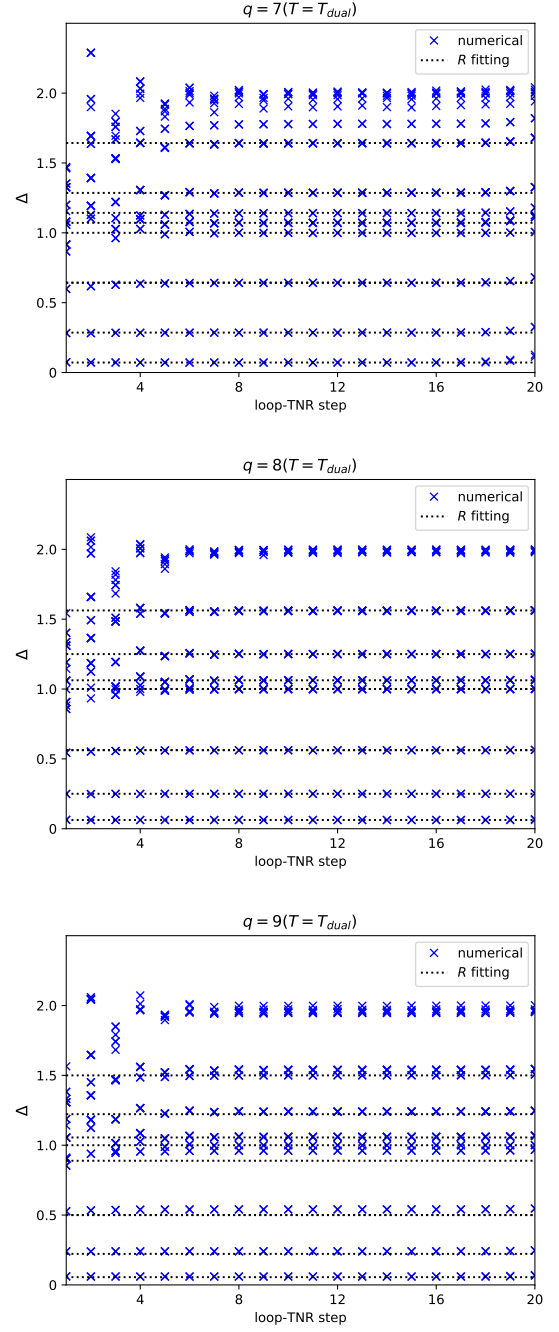 q = 7(T = T_dual)
numerical
R fitting
Δ
2.0
1.5
1.0
0.5
0
4
8
12
16
20
loop-TNR step
q = 8(T = T_dual)
numerical
R fitting
Δ
2.0
1.5
1.0
0.5
0
4
8
12
16
20
loop-TNR step
q = 9(T = T_dual)
numerical
R fitting
Δ
2.0
1.5
1.0
0.5
0
4
8
12
16
20
loop-TNR step